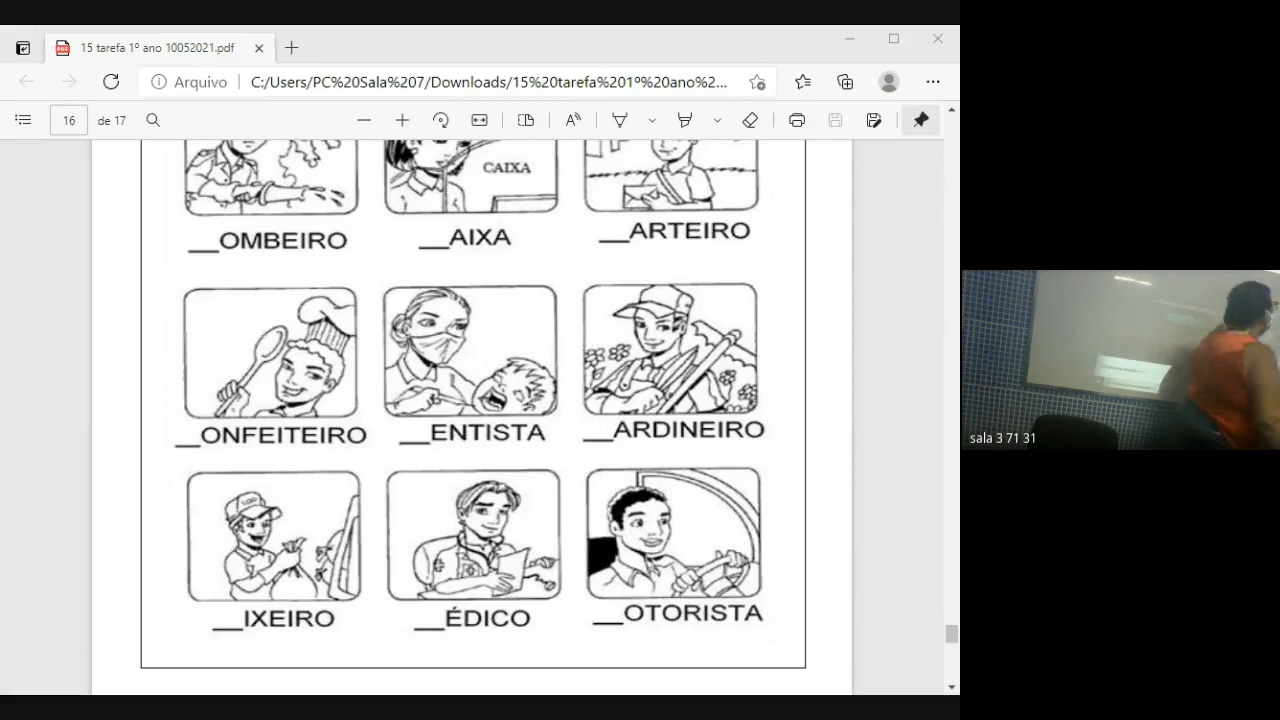 15 tarefa 1º ano 10052021.pdf
Arquivo
C:/Users/PC%20Sala%207/Downloads/15%20tarefa%201º%20ano%2...
16
de 17
CAIXA
__OMBEIRO
__AIXA
__ARTEIRO
__ONFEITEIRO
__ENTISTA
__ARDINEIRO
__IXEIRO
__ÉDICO
__OTORISTA
sala 3 71 31